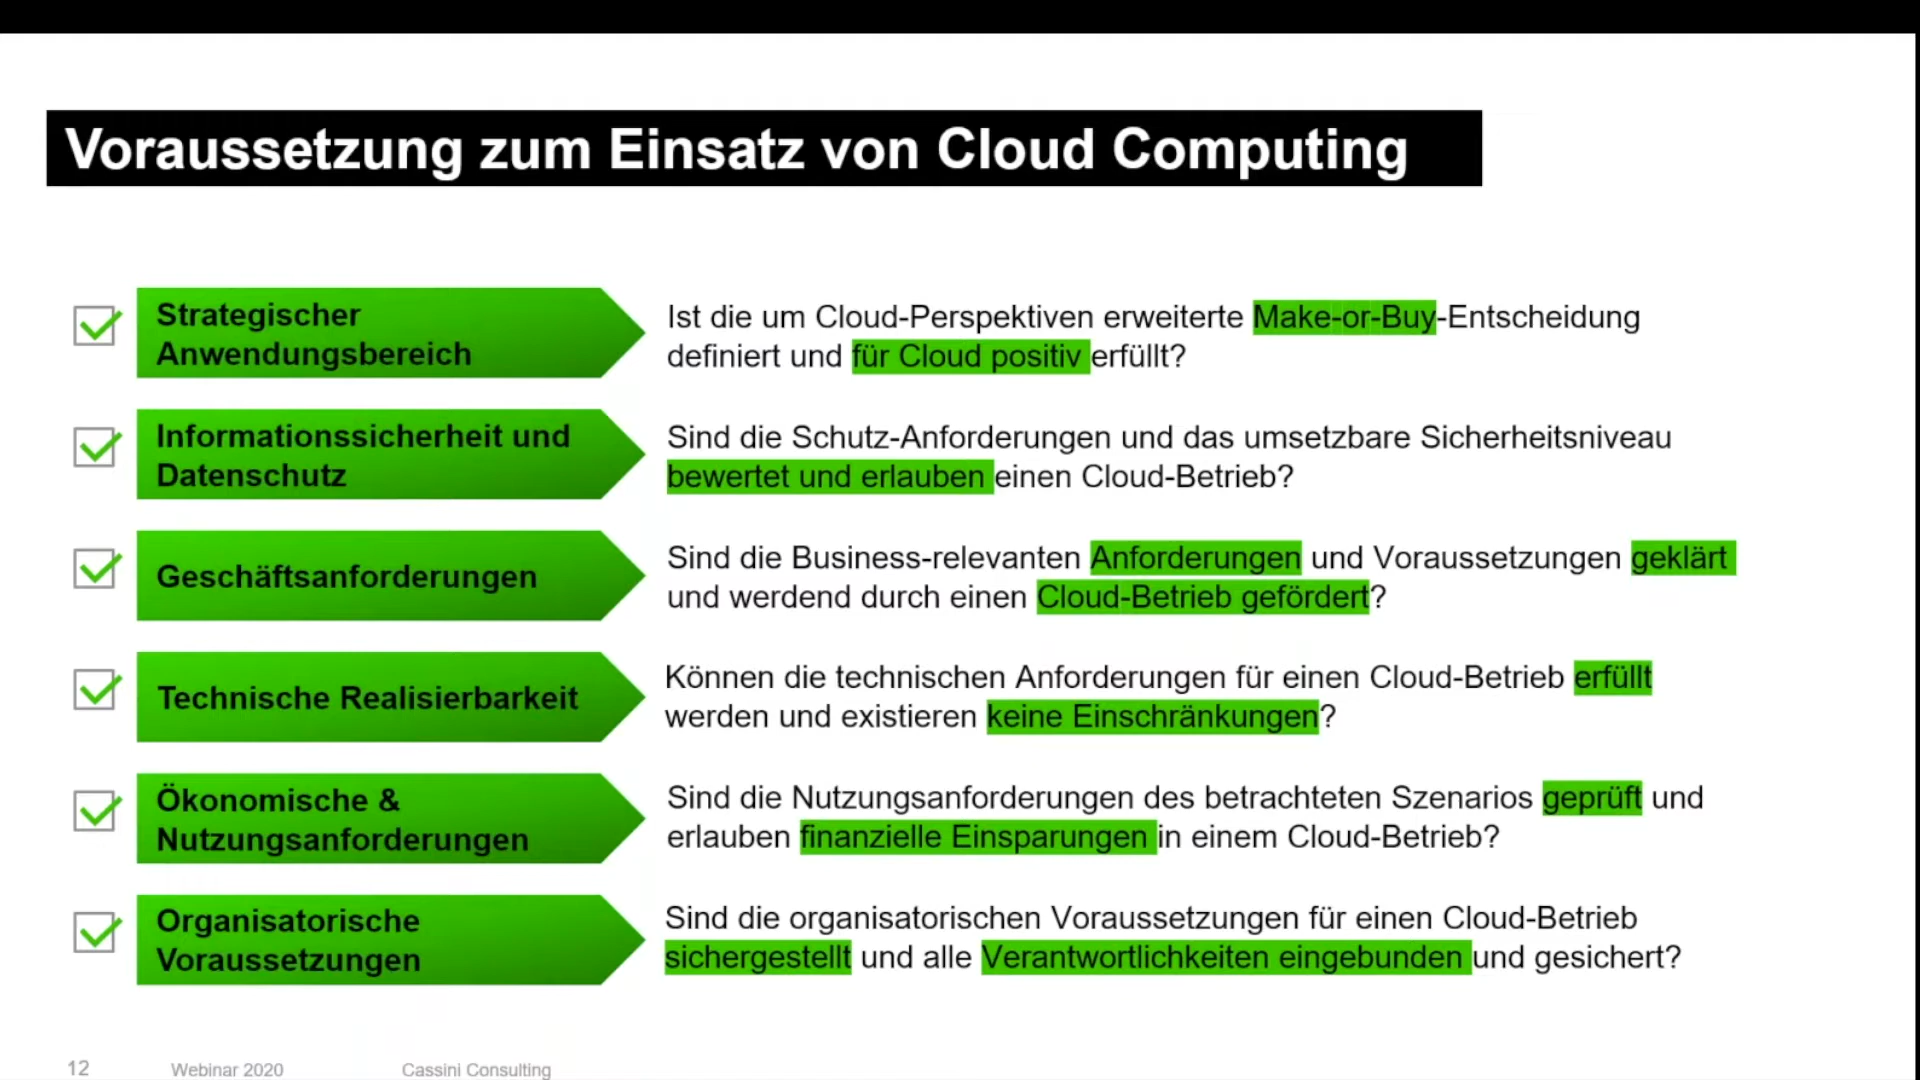 Voraussetzung zum Einsatz von Cloud Computing
Strategischer
Anwendungsbereich
Ist die um Cloud-Perspektiven erweiterte Make-or-Buy-Entscheidung
definiert und für Cloud positiv erfüllt?
Informationssicherheit und
Datenschutz
Sind die Schutz-Anforderungen und das umsetzbare Sicherheitsniveau
bewertet und erlauben einen Cloud-Betrieb?
Geschäftsanforderungen
Sind die Business-relevanten Anforderungen und Voraussetzungen geklärt
und werdend durch einen Cloud-Betrieb gefördert?
Technische Realisierbarkeit
Können die technischen Anforderungen für einen Cloud-Betrieb erfüllt
werden und existieren keine Einschränkungen?
Ökonomische &
Nutzungsanforderungen
Sind die Nutzungsanforderungen des betrachteten Szenarios geprüft und
erlauben finanzielle Einsparungen in einem Cloud-Betrieb?
Organisatorische
Voraussetzungen
Sind die organisatorischen Voraussetzungen für einen Cloud-Betrieb
sichergestellt und alle Verantwortlichkeiten eingebunden und gesichert?
12 Webinar 2020 Cassini Consulting